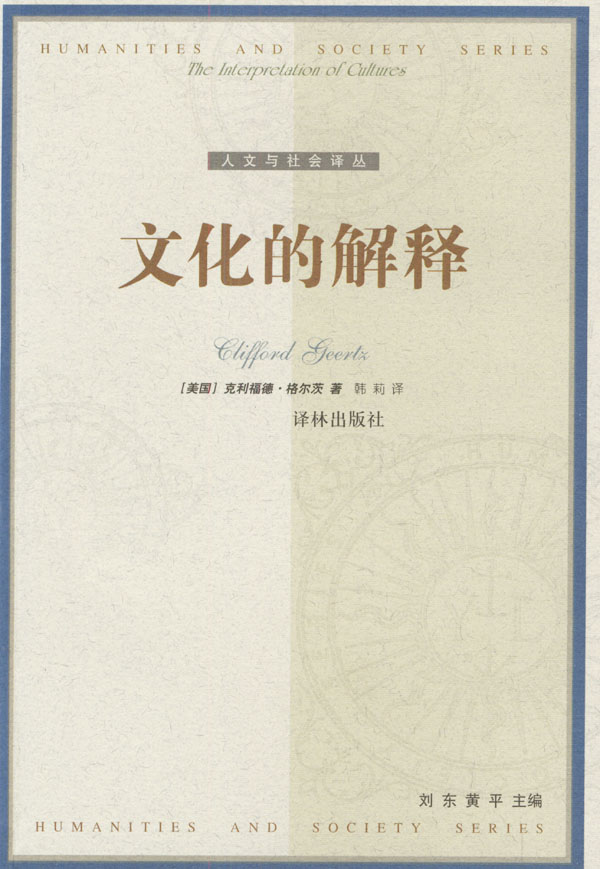 HUMANITIES AND SOCIETY SERIES
The Interpretation of Cultures
人文与社会译丛
文化的解释
Clifford Geertz
[美国] 克利福德·格尔茨 著 韩莉 译
译林出版社
刘东 黄平 主编
HUMANITIES AND SOCIETY SERIES